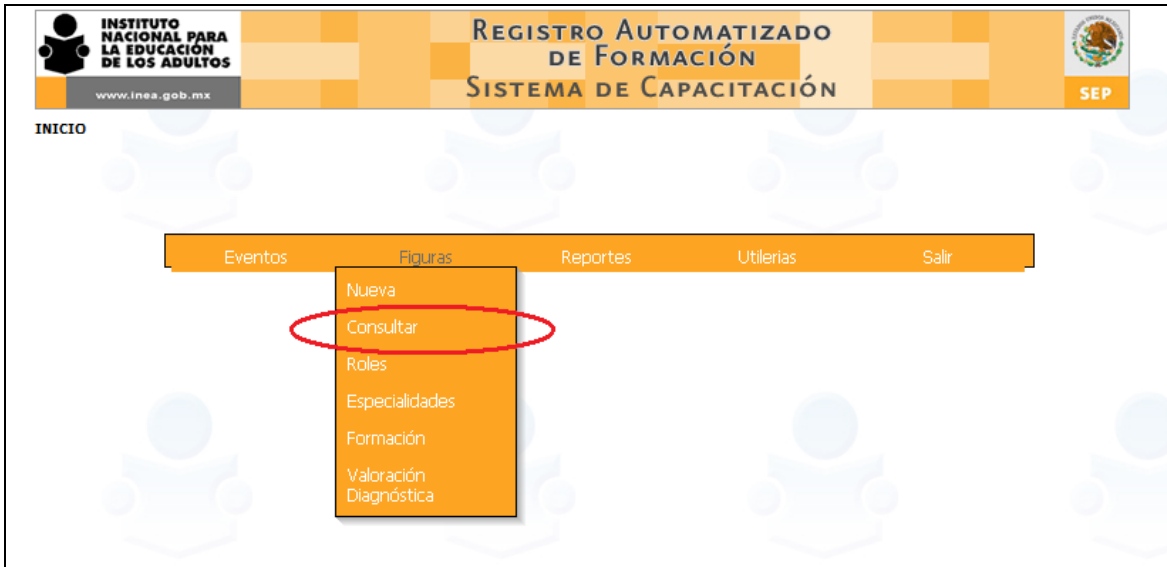 INSTITUTO
NACIONAL PARA
LA EDUCACIÓN
DE LOS ADULTOS
www.inea.gob.mx
REGISTRO AUTOMATIZADO
DE FORMACIÓN
SISTEMA DE CAPACITACIÓN
SEP
INICIO
Eventos Figuras Reportes Utilerias Salir
Nueva
Consultar
Roles
Especialidades
Formación
Valoración
Diagnóstica